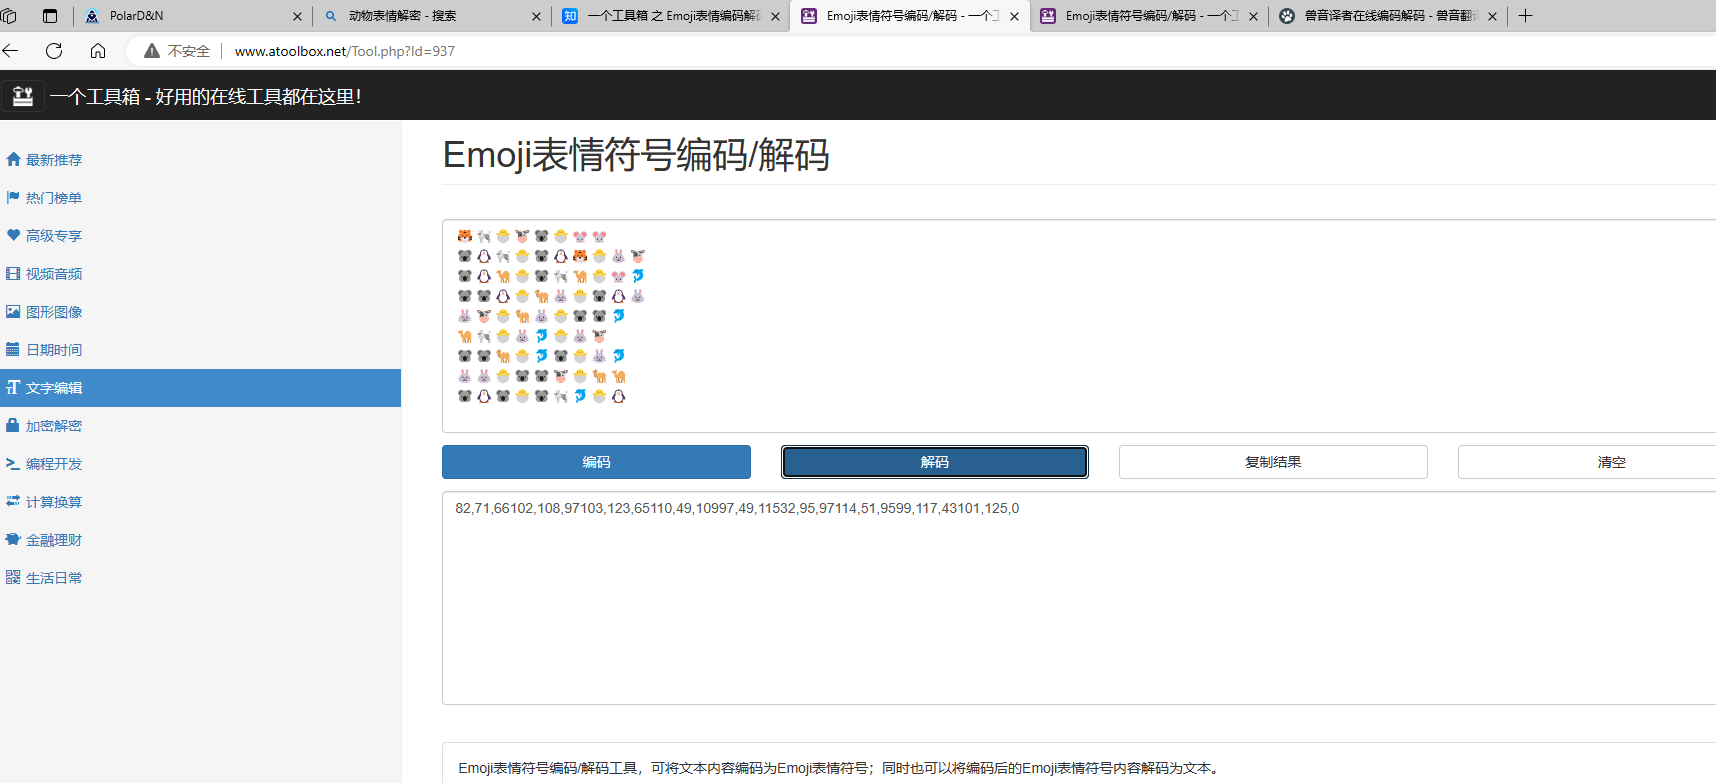 PolarD&N
动物表情解密 - 搜索
一个工具箱 之 Emoji表情编码解
Emoji表情符号编码/解码 - 一个工
Emoji表情符号编码/解码 - 一个工
兽音译者在线编码解码 - 兽音翻译
不安全
www.atoolbox.net/Tool.php?Id=937
一个工具箱 - 好用的在线工具都在这里！
最新推荐
热门榜单
高级专享
视频音频
图形图像
日期时间
文字编辑
加密解密
编程开发
计算换算
金融理财
生活日常
Emoji表情符号编码/解码
🐯🐩🐣🐮🐨🐣🐭🐭
🐨🐧🐩🐣🐨🐧🐯🐣🐰🐮
🐨🐧🐫🐣🐨🐩🐫🐣🐭🐬
🐨🐨🐧🐣🐫🐰🐣🐨🐧🐰
🐰🐮🐣🐫🐰🐣🐨🐨🐬
🐫🐩🐣🐰🐬🐣🐰🐮
🐨🐨🐫🐣🐬🐨🐣🐰🐬
🐰🐰🐣🐨🐨🐮🐣🐫🐫
🐨🐧🐨🐣🐨🐩🐬🐣🐧
编码
解码
复制结果
清空
82,71,66102,108,97103,123,65110,49,10997,49,11532,95,97114,51,9599,117,43101,125,0
Emoji表情符号编码/解码工具，可将文本内容编码为Emoji表情符号；同时也可以将编码后的Emoji表情符号内容解码为文本。